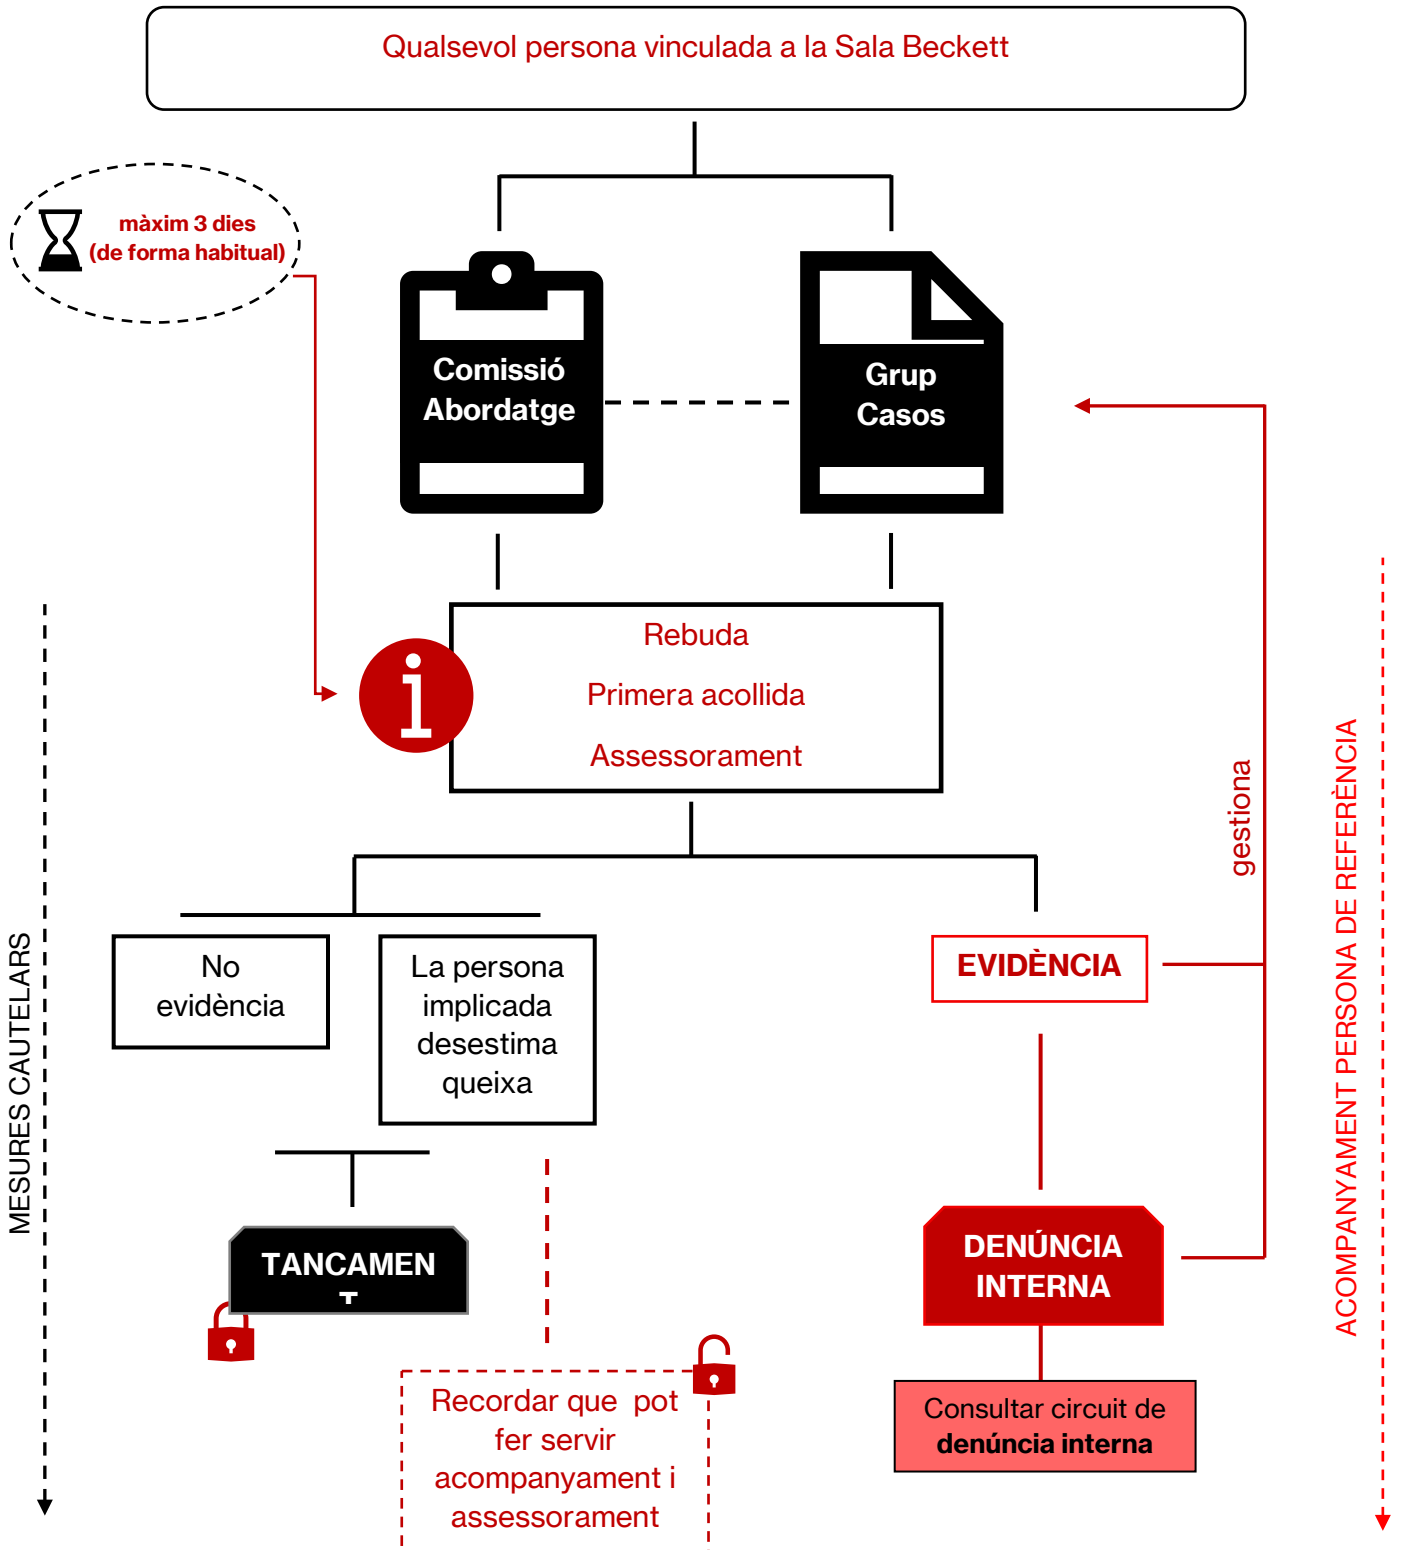 Qualsevol persona vinculada a la Sala Beckett
màxim 3 dies
(de forma habitual)
Comissió
Abordatge
Grup
Casos
Rebuda
Primera acollida
Assessorament
gestiona
MESURES CAUTELARS
ACOMPANYAMENT PERSONA DE REFERÈNCIA
No
evidència
La persona
implicada
desestima
queixa
EVIDÈNCIA
TANCAMEN
T
DENÚNCIA
INTERNA
Recordar que pot
fer servir
acompanyament i
assessorament
Consultar circuit de
denúncia interna